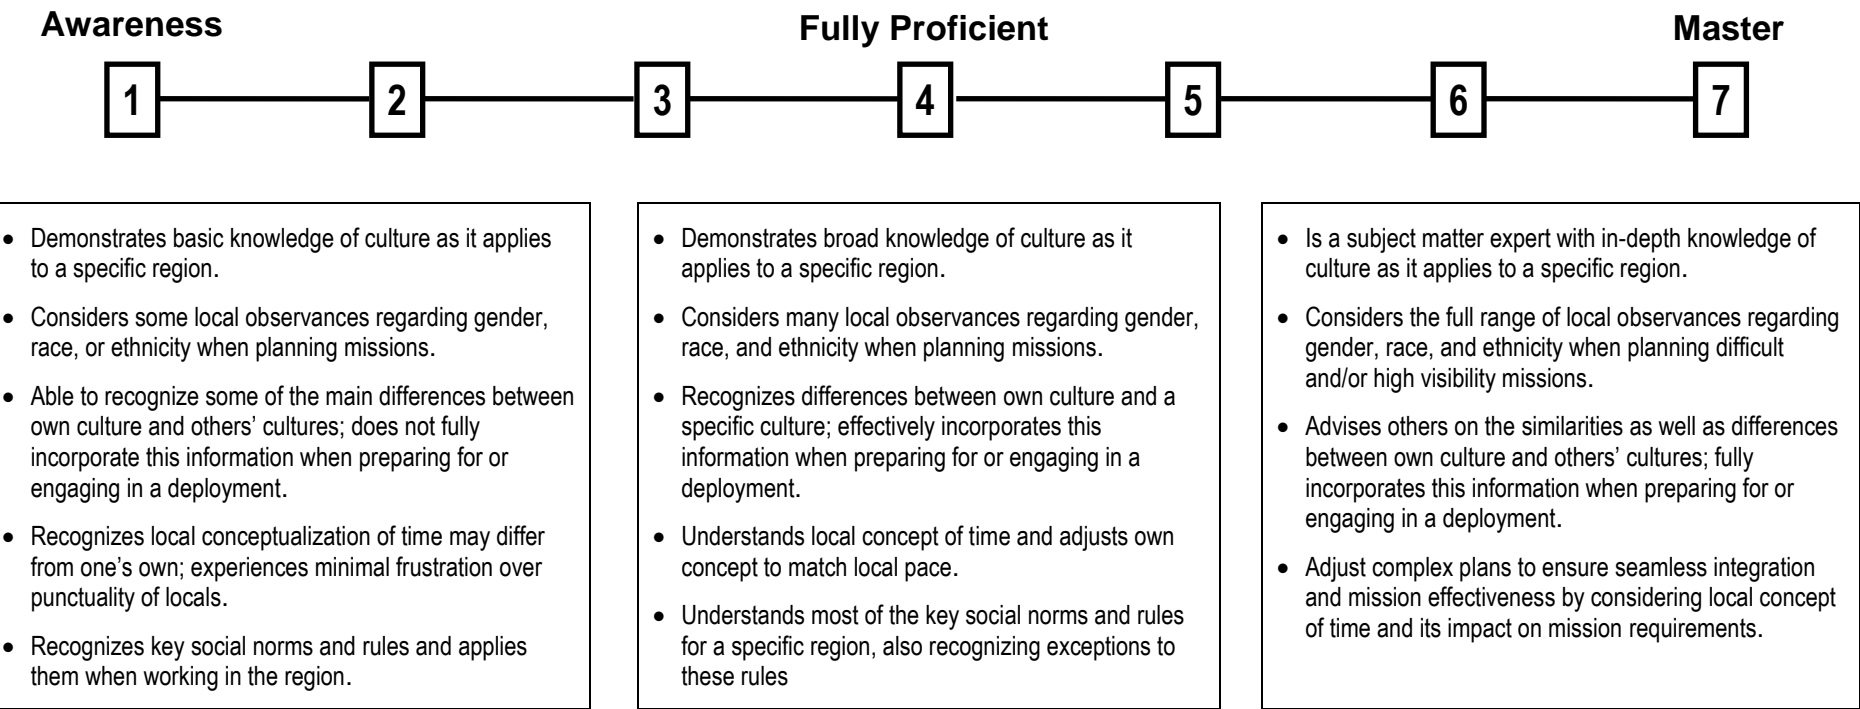 Awareness
Fully Proficient
Master
1
2
3
4
5
6
7
• Demonstrates basic knowledge of culture as it applies
to a specific region.
• Considers some local observances regarding gender,
race, or ethnicity when planning missions.
• Able to recognize some of the main differences between
own culture and others’ cultures; does not fully
incorporate this information when preparing for or
engaging in a deployment.
• Recognizes local conceptualization of time may differ
from one’s own; experiences minimal frustration over
punctuality of locals.
• Recognizes key social norms and rules and applies
them when working in the region.
• Demonstrates broad knowledge of culture as it
applies to a specific region.
• Considers many local observances regarding gender,
race, and ethnicity when planning missions.
• Recognizes differences between own culture and a
specific culture; effectively incorporates this
information when preparing for or engaging in a
deployment.
• Understands local concept of time and adjusts own
concept to match local pace.
• Understands most of the key social norms and rules
for a specific region, also recognizing exceptions to
these rules
• Is a subject matter expert with in-depth knowledge of
culture as it applies to a specific region.
• Considers the full range of local observances regarding
gender, race, and ethnicity when planning difficult
and/or high visibility missions.
• Advises others on the similarities as well as differences
between own culture and others’ cultures; fully
incorporates this information when preparing for or
engaging in a deployment.
• Adjust complex plans to ensure seamless integration
and mission effectiveness by considering local concept
of time and its impact on mission requirements.